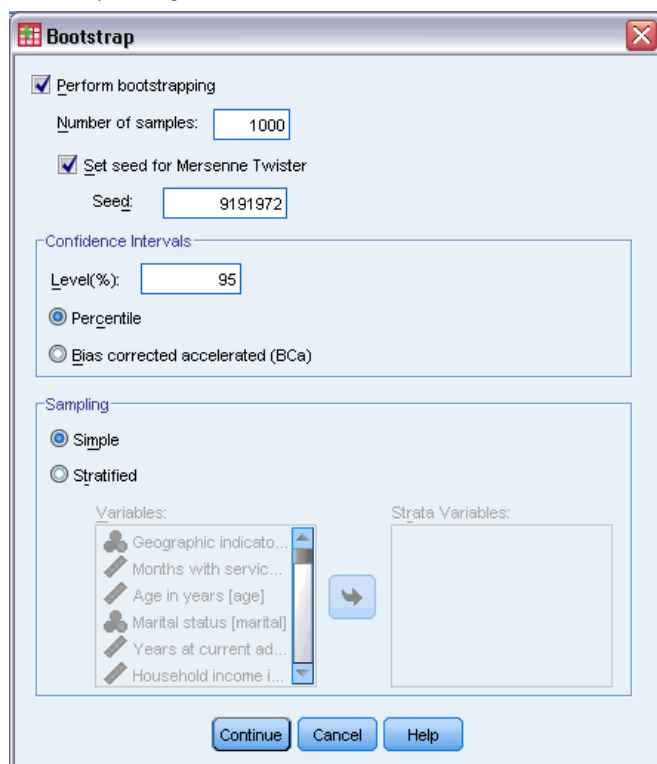 Bootstrap
Perform bootstrapping
Number of samples: 1000
Set seed for Mersenne Twister
Seed: 9191972
Confidence Intervals
Level(%): 95
Percentile
Bias corrected accelerated (BCa)
Sampling
Simple
Stratified
Variables: Strata Variables:
Geographic indicato...
Months with servic...
Age in years [age]
Marital status [marital]
Years at current ad...
Household income i...
Continue Cancel Help